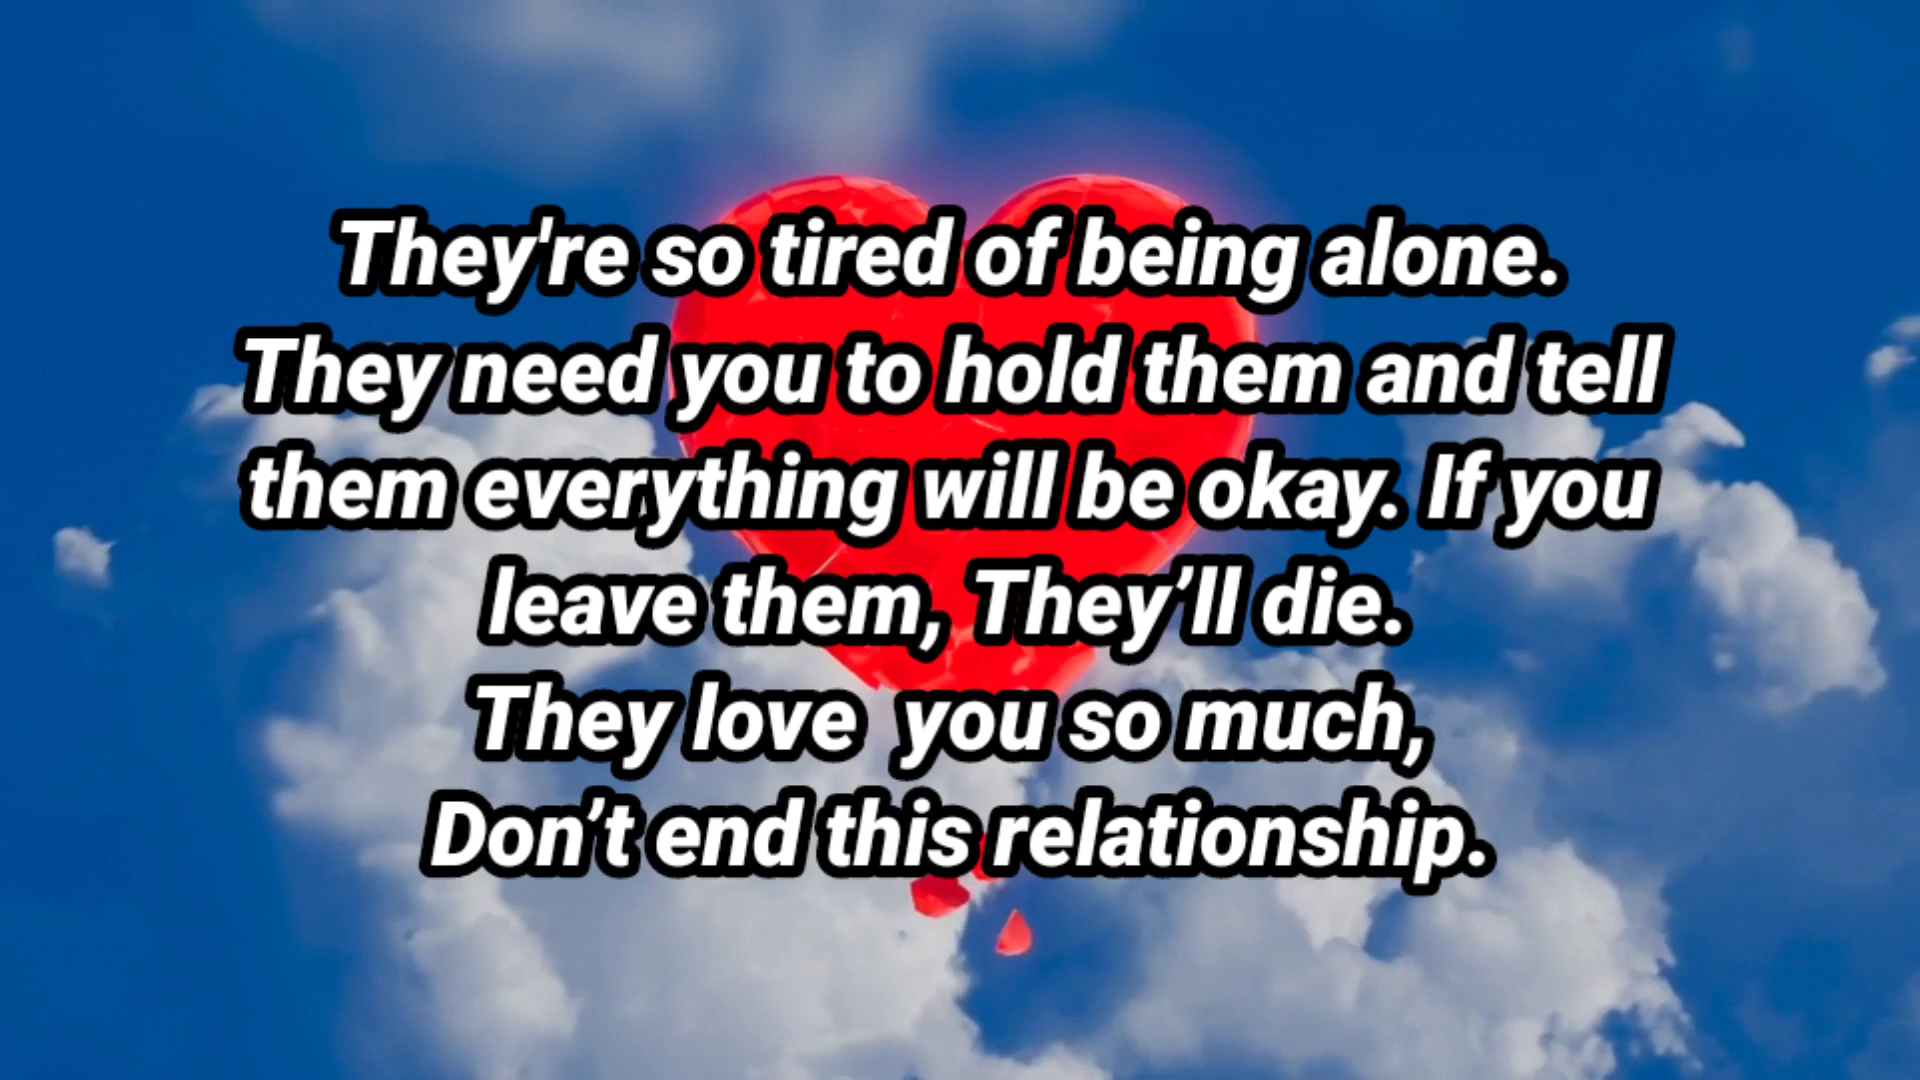 They're so tired of being alone.
They need you to hold them and tell
them everything will be okay. If you
leave them, They’ll die.
They love  you so much,
Don’t end this relationship.